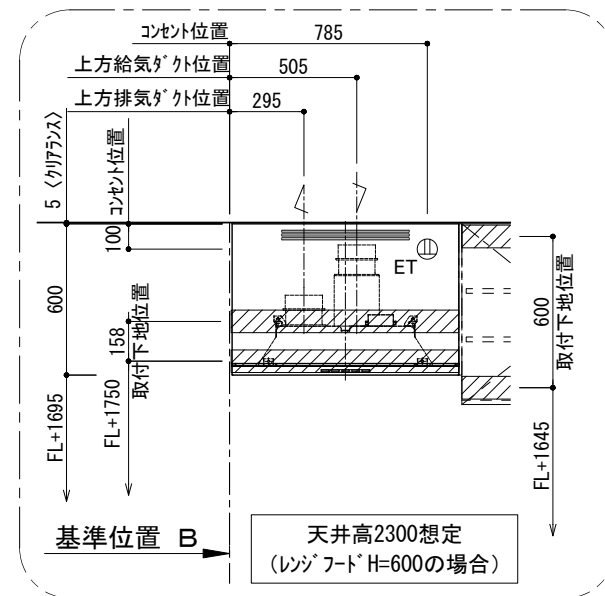 コンセント位置 785
上方給気ダクト位置 505
上方排気ダクト位置 295
5 〈クリアランス〉
コンセント位置
100
600
158
取付下地位置
FL+1695
FL+1750
ET
600
取付下地位置
FL+1645
基準位置 B
天井高2300想定
(レンジフードH=600の場合)